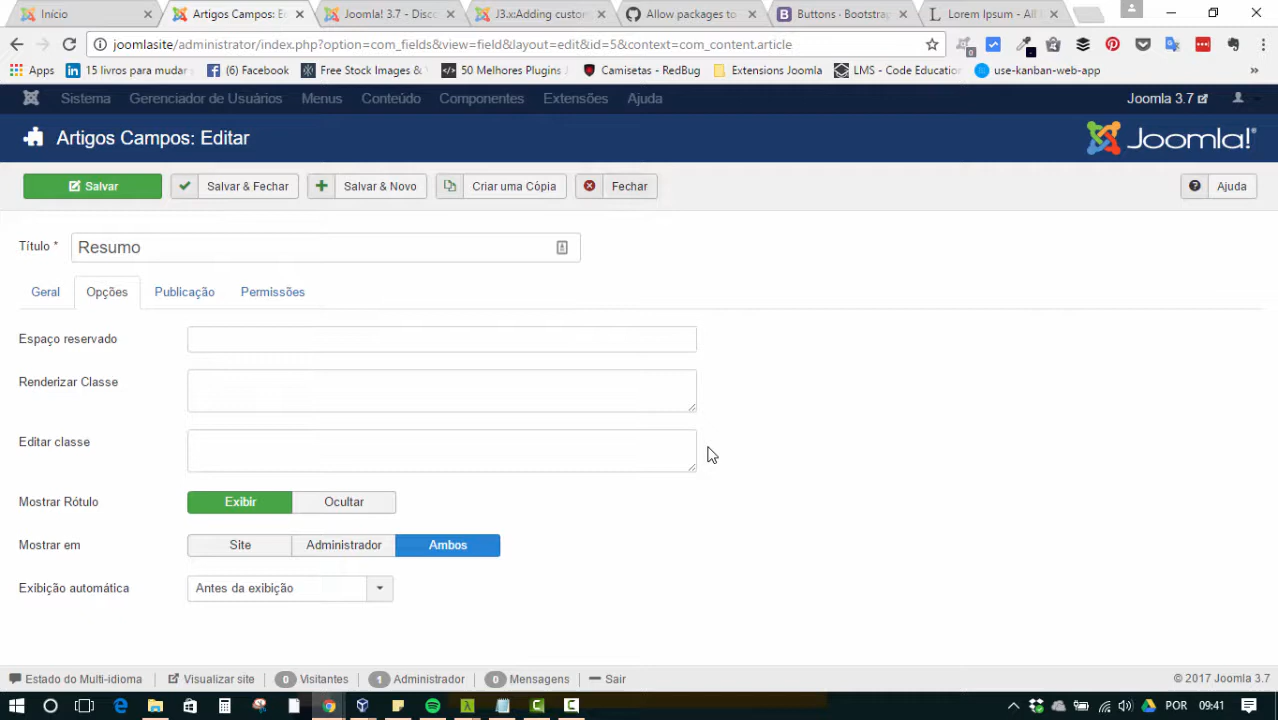 Início
Artigos Campos: E
Joomla! 3.7 - Disc
J3.x:Adding custom
Allow packages to
Buttons · Bootstrap
Lorem Ipsum - All
joomlasite/administrator/index.php?option=com_fields&view=field&layout=edit&id=5&context=com_content.article
Apps
15 livros para mudar
(6) Facebook
Free Stock Images &
50 Melhores Plugins
Camisetas - RedBug
Extensions Joomla
LMS - Code Education
use-kanban-web-app
»
Sistema Gerenciador de Usuários Menus Conteúdo Componentes Extensões Ajuda
Joomla 3.7
Artigos Campos: Editar
Joomla!
Salvar
Salvar & Fechar
Salvar & Novo
Criar uma Cópia
Fechar
Ajuda
Título *
Resumo
Geral Opções Publicação Permissões
Espaço reservado
Renderizar Classe
Editar classe
Mostrar Rótulo
Exibir Ocultar
Mostrar em
Site Administrador Ambos
Exibição automática
Antes da exibição
Estado do Multi-idioma
Visualizar site
0 Visitantes
1 Administrador
0 Mensagens
Sair
© 2017 Joomla 3.7
POR 09:41